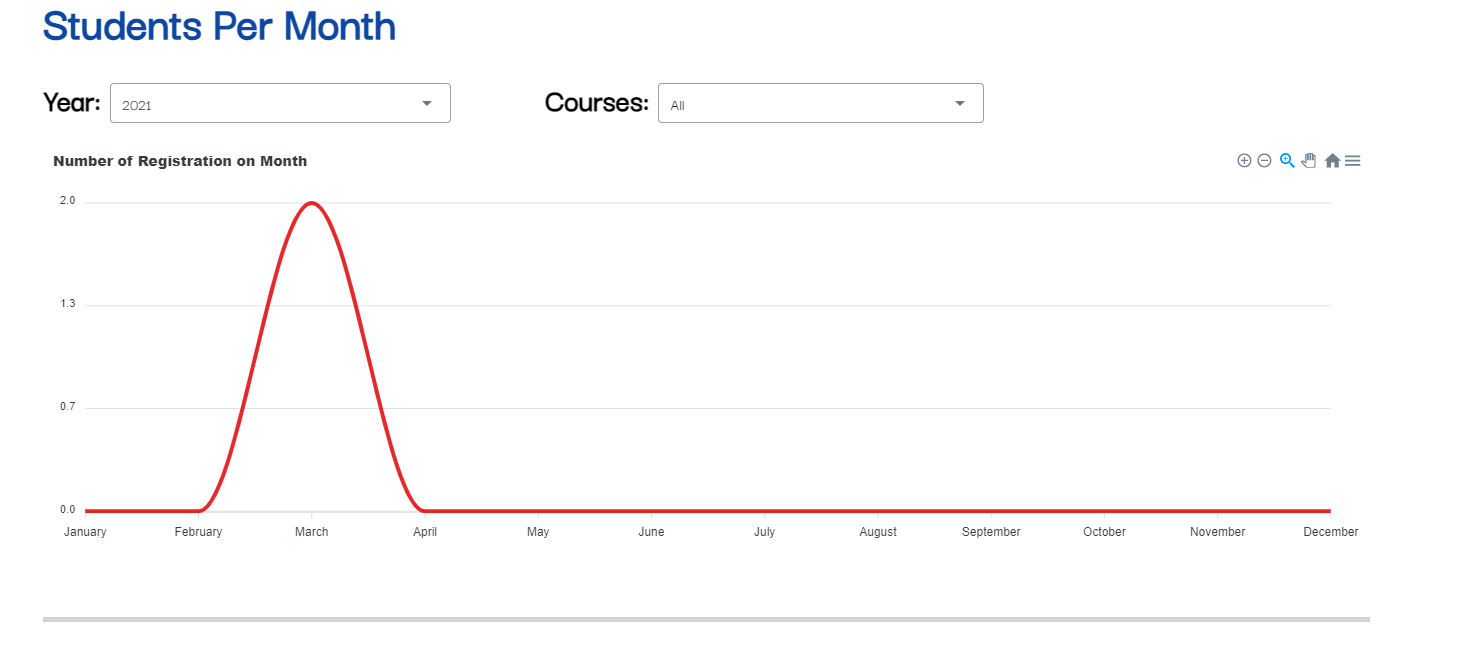 Students Per Month
Year: 2021 Courses: All
Number of Registration on Month
2.0
1.3
0.7
0.0
January February March April May June July August September October November December